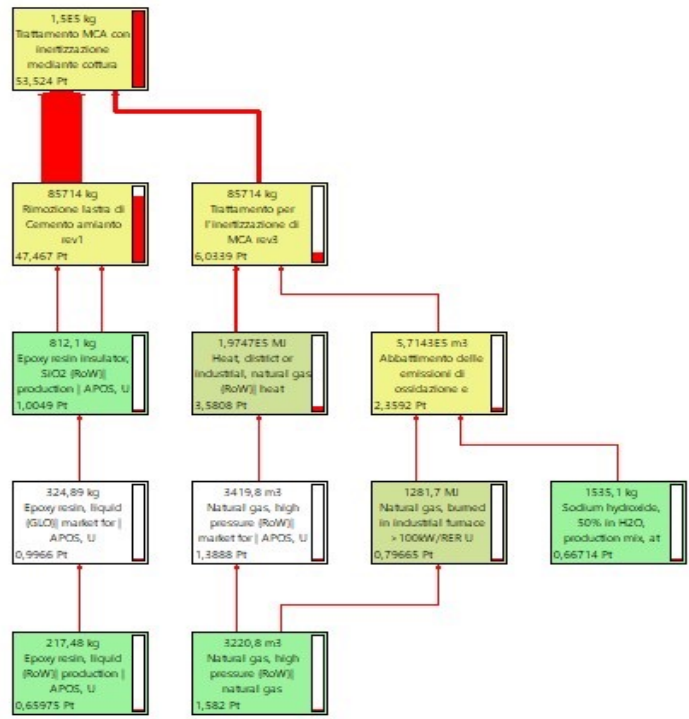 1,5E5 kg
Trattamento MCA con
inertizzazione
mediante cottura
53,524 Pt
85714 kg
Rimozione lastra di
Cemento amianto
rev1
47,467 Pt
85714 kg
Trattamento per
l'inertizzazione di
MCA rev3
6,0339 Pt
812,1 kg
Epoxy resin insulator,
SiO2 {RoW}|
production | APOS, U
1,0049 Pt
1,9747E5 MJ
Heat, district or
industrial, natural gas
{RoW}| heat
3,5808 Pt
5,7143E5 m3
Abbattimento delle
emissioni di
ossidazione e
2,3592 Pt
324,89 kg
Epoxy resin, liquid
{GLO}| market for |
APOS, U
0,9966 Pt
3419,8 m3
Natural gas, high
pressure {RoW}|
market for | APOS, U
1,3888 Pt
1281,7 MJ
Natural gas, burned
in industrial furnace
>100kW/RER U
0,79665 Pt
1535,1 kg
Sodium hydroxide,
50% in H2O,
production mix, at
0,66714 Pt
217,48 kg
Epoxy resin, liquid
{RoW}| production |
APOS, U
0,65975 Pt
3220,8 m3
Natural gas, high
pressure {RoW}|
natural gas
1,582 Pt